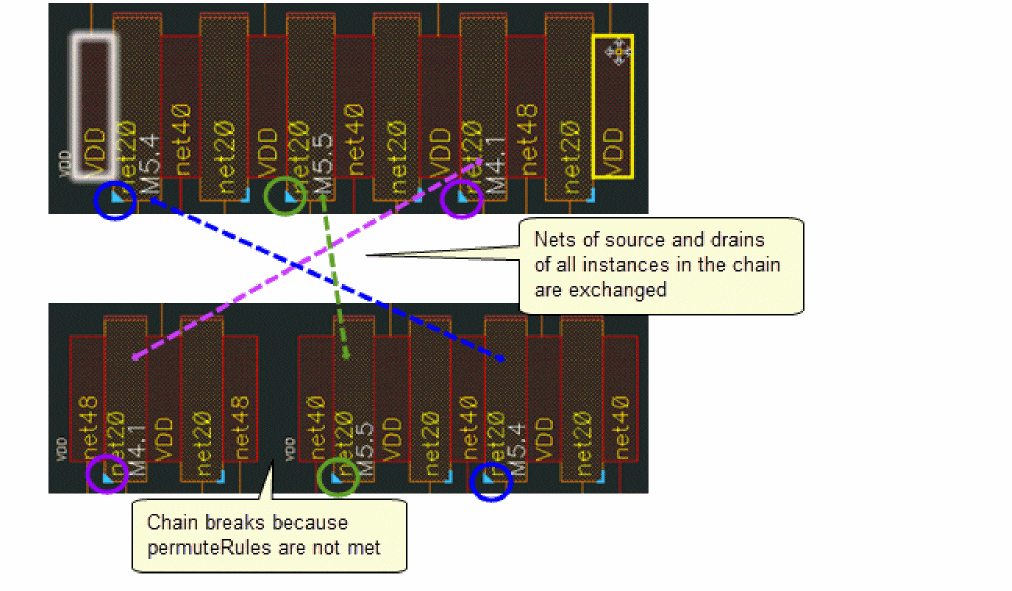 VDD
VDD
net20
M5.4
net40
net20
VDD
net20
M5.5
net40
net20
VDD
net20
M4.1
net48
net20
VDD
Nets of source and drains
of all instances in the chain
are exchanged
VDD
net48
net20
M4.1
VDD
net20
net48
VDD
net40
net20
M5.5
VDD
net20
net40
net20
M5.4
VDD
net20
net40
Chain breaks because
permuteRules are not met